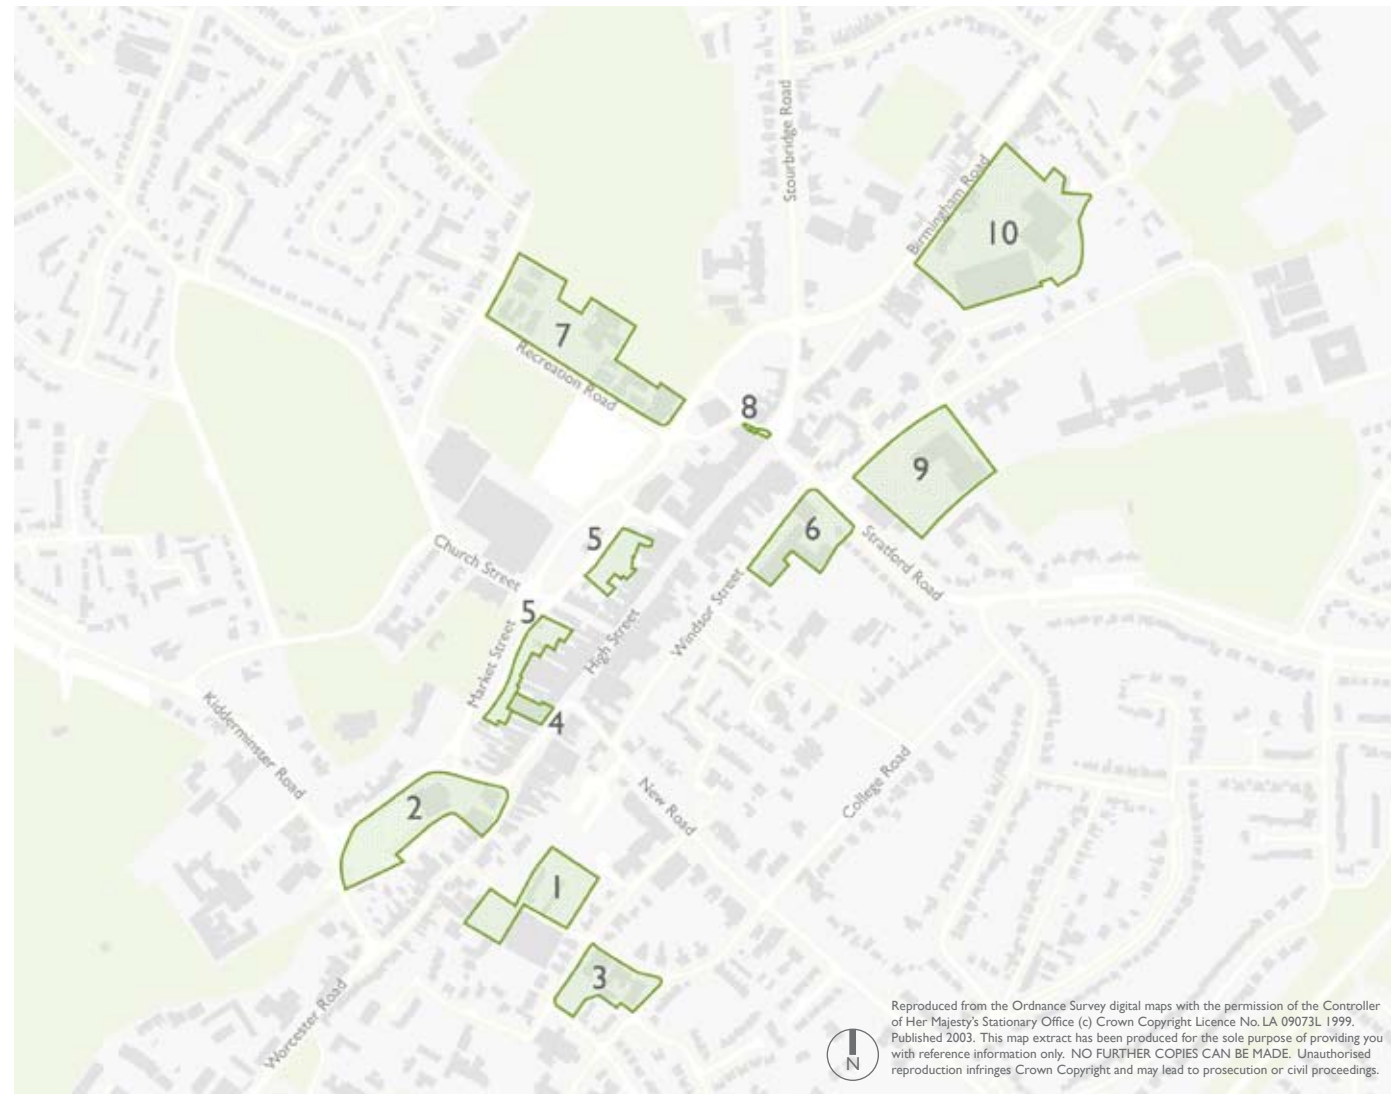 Stourbridge Road
Birmingham Road
10
7
Recreation Road
8
9
6
5
Stratford Road
Church Street
5
Windsor Street
High Street
Market Street
4
Kidderminster Road
College Road
2
New Road
1
3
Worcester Road
Reproduced from the Ordnance Survey digital maps with the permission of the Controller
of Her Majesty's Stationary Office (c) Crown Copyright Licence No. LA 09073L 1999.
Published 2003. This map extract has been produced for the sole purpose of providing you
with reference information only. NO FURTHER COPIES CAN BE MADE. Unauthorised
reproduction infringes Crown Copyright and may lead to prosecution or civil proceedings.
N